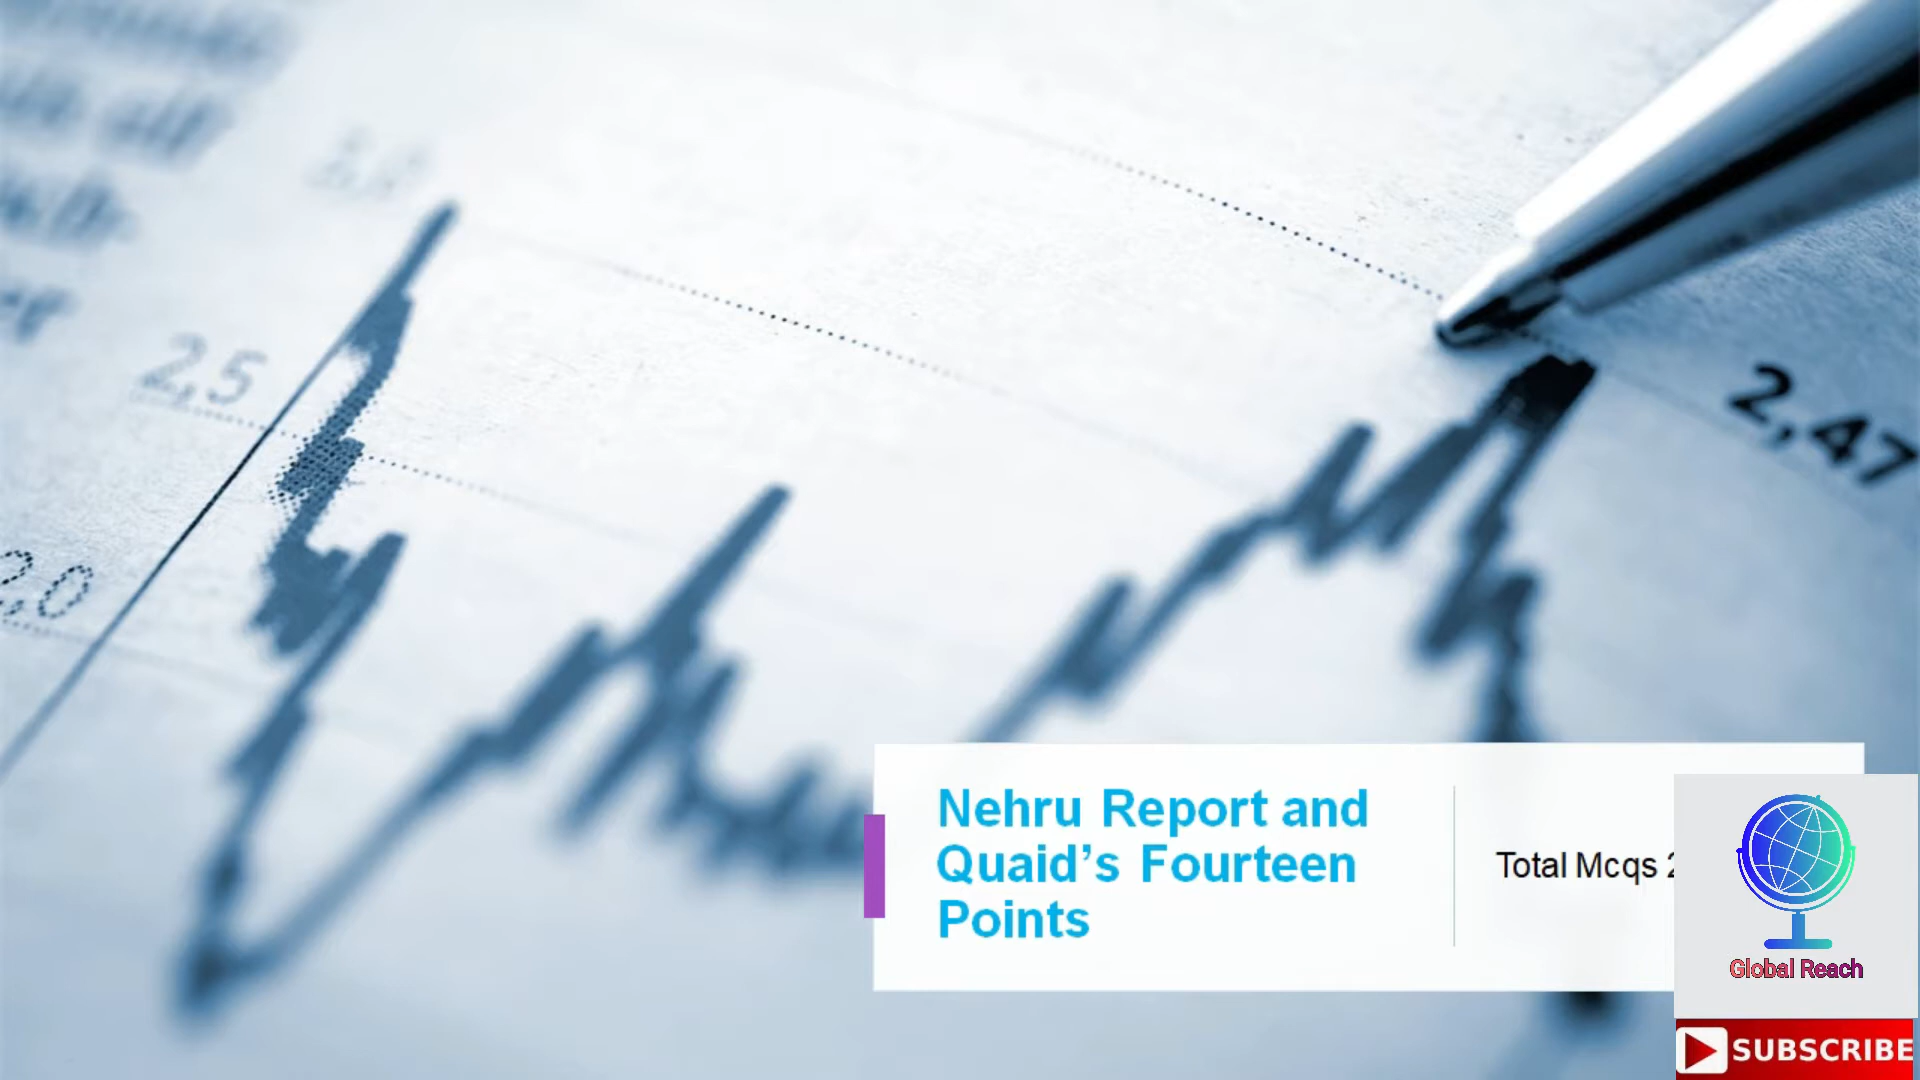 2,5
2,0
2,47
Nehru Report and
Quaid's Fourteen
Points
Total Mcqs
Global Reach
SUBSCRIBE